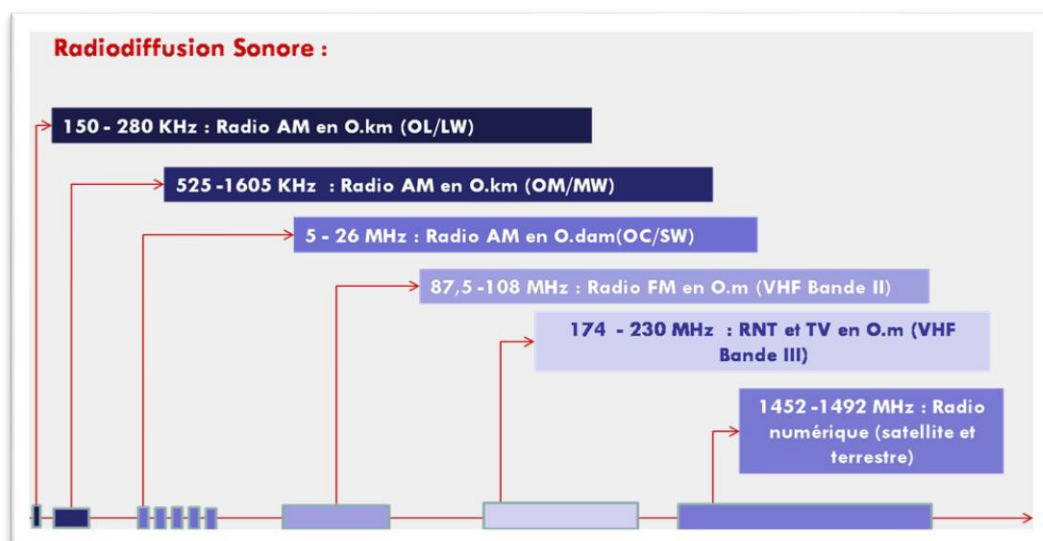 Radiodiffusion Sonore :
150 - 280 KHz : Radio AM en O.km (OL/LW)
525 -1605 KHz : Radio AM en O.km (OM/MW)
5 - 26 MHz : Radio AM en O.dam(OC/SW)
87,5 -108 MHz : Radio FM en O.m (VHF Bande II)
174 - 230 MHz : RNT et TV en O.m (VHF
Bande III)
1452 -1492 MHz : Radio
numérique (satellite et
terrestre)